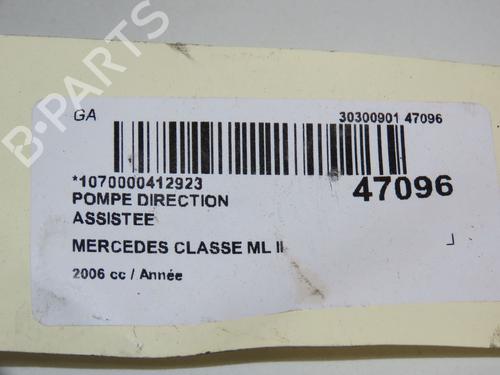 B-PARTS
GA
30300901 47096
*1070000412923
47096
POMPE DIRECTION
ASSISTEE
MERCEDES CLASSE ML II
2006 cc / Année